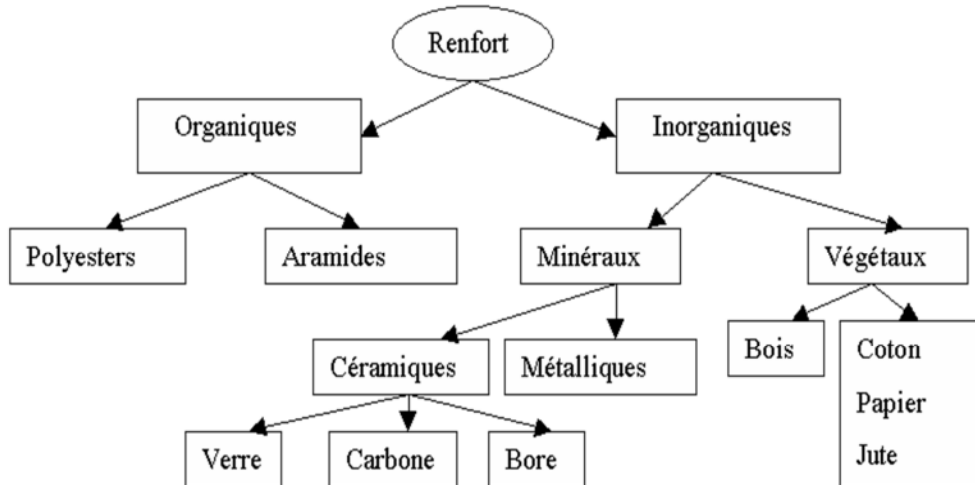 Renfort
Organiques
Inorganiques
Polyesters
Aramides
Minéraux
Végétaux
Céramiques
Métalliques
Bois
Coton
Papier
Jute
Verre
Carbone
Bore